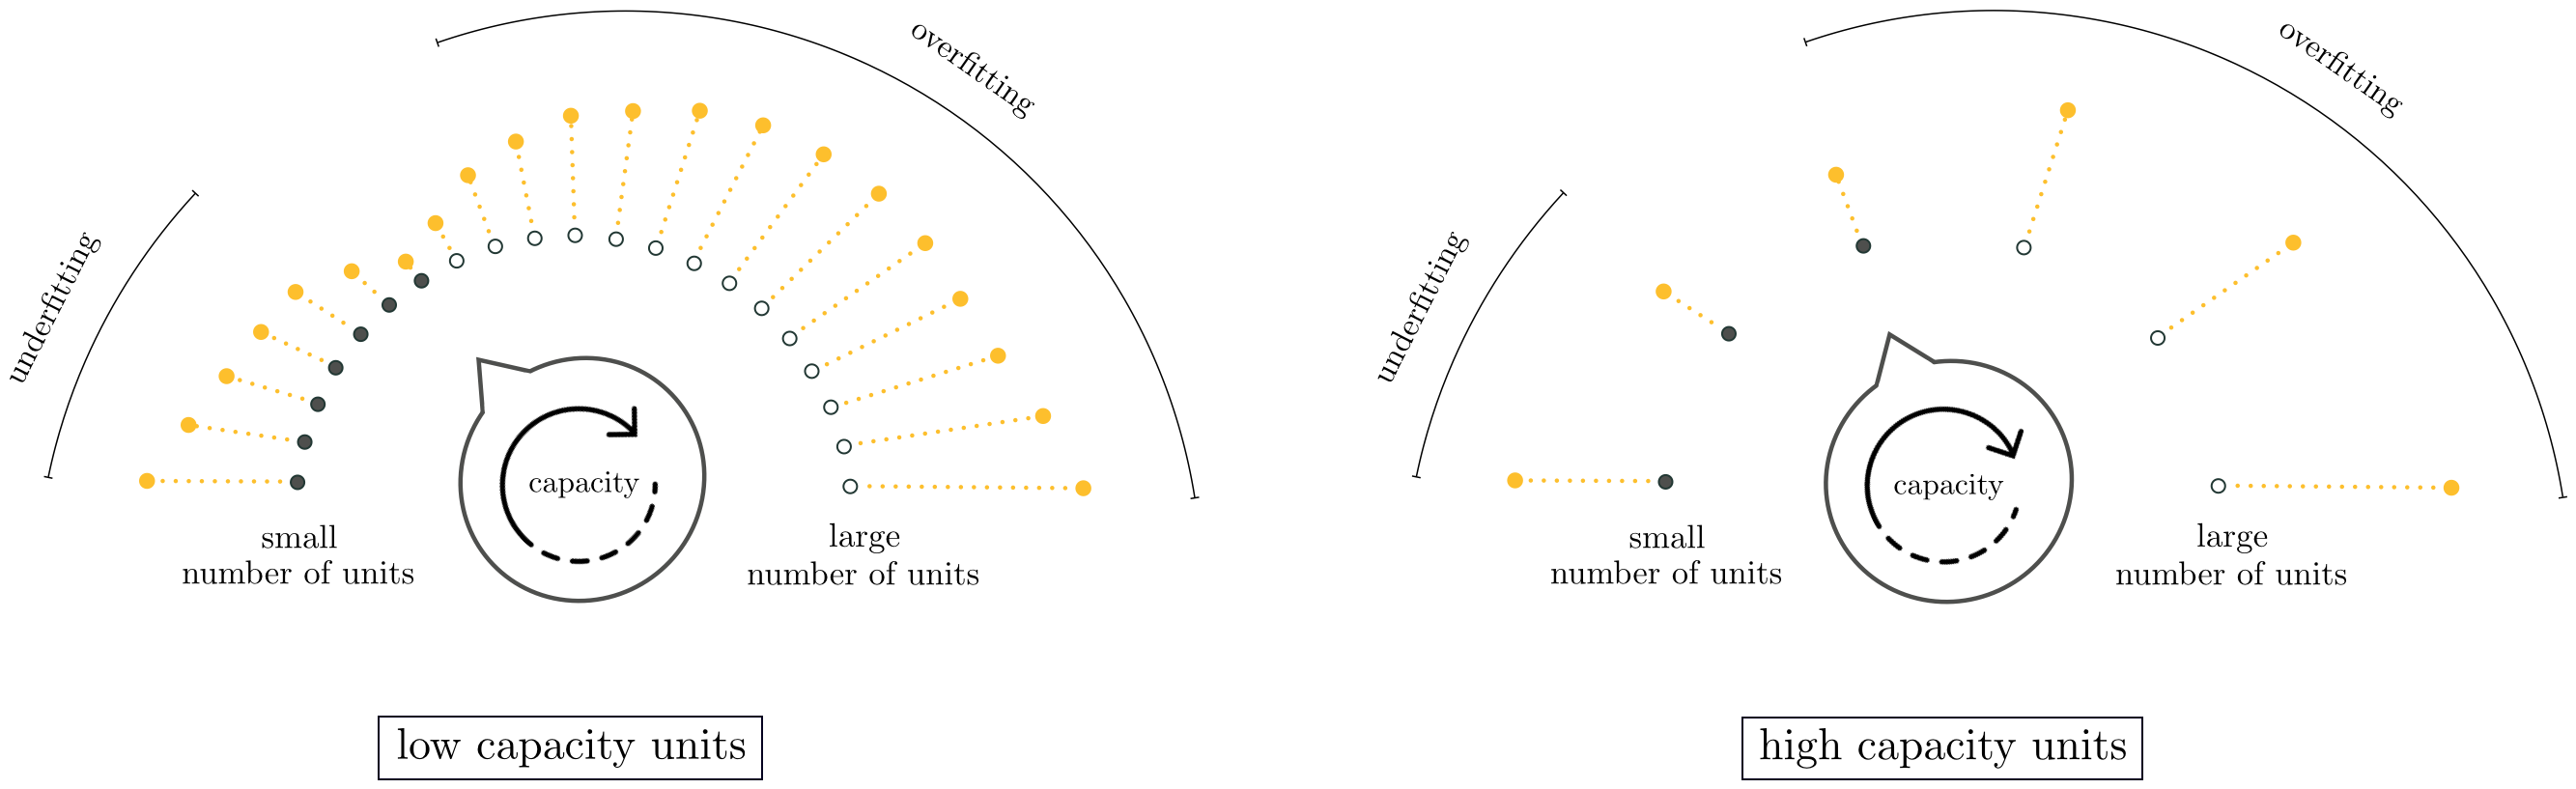 underfitting
overfitting
capacity
small
number of units
large
number of units
low capacity units
underfitting
overfitting
capacity
small
number of units
large
number of units
high capacity units